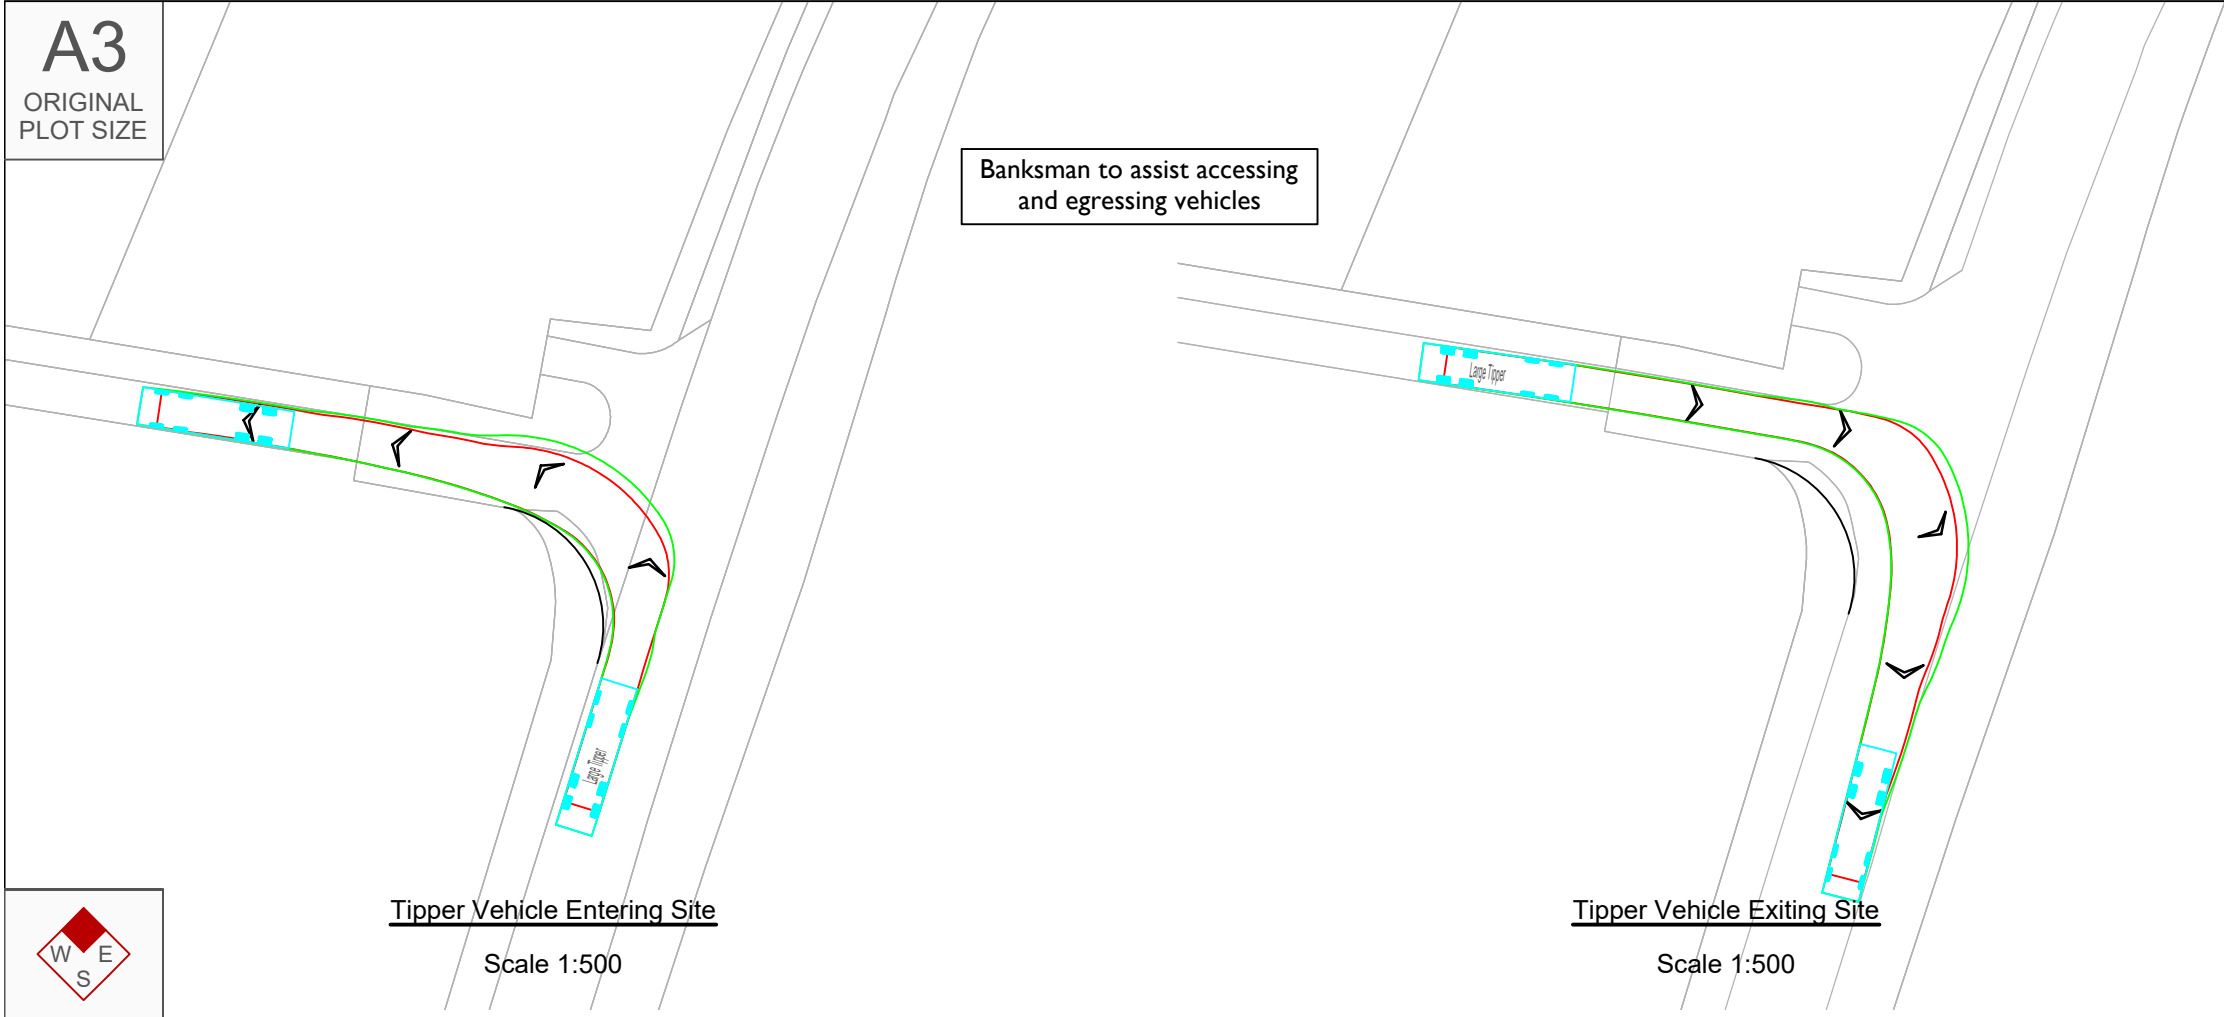 A3
ORIGINAL
PLOT SIZE
Banksman to assist accessing
and egressing vehicles
Large Tipper
Large Tipper
Tipper Vehicle Entering Site
Scale 1:500
Tipper Vehicle Exiting Site
Scale 1:500
W E
S